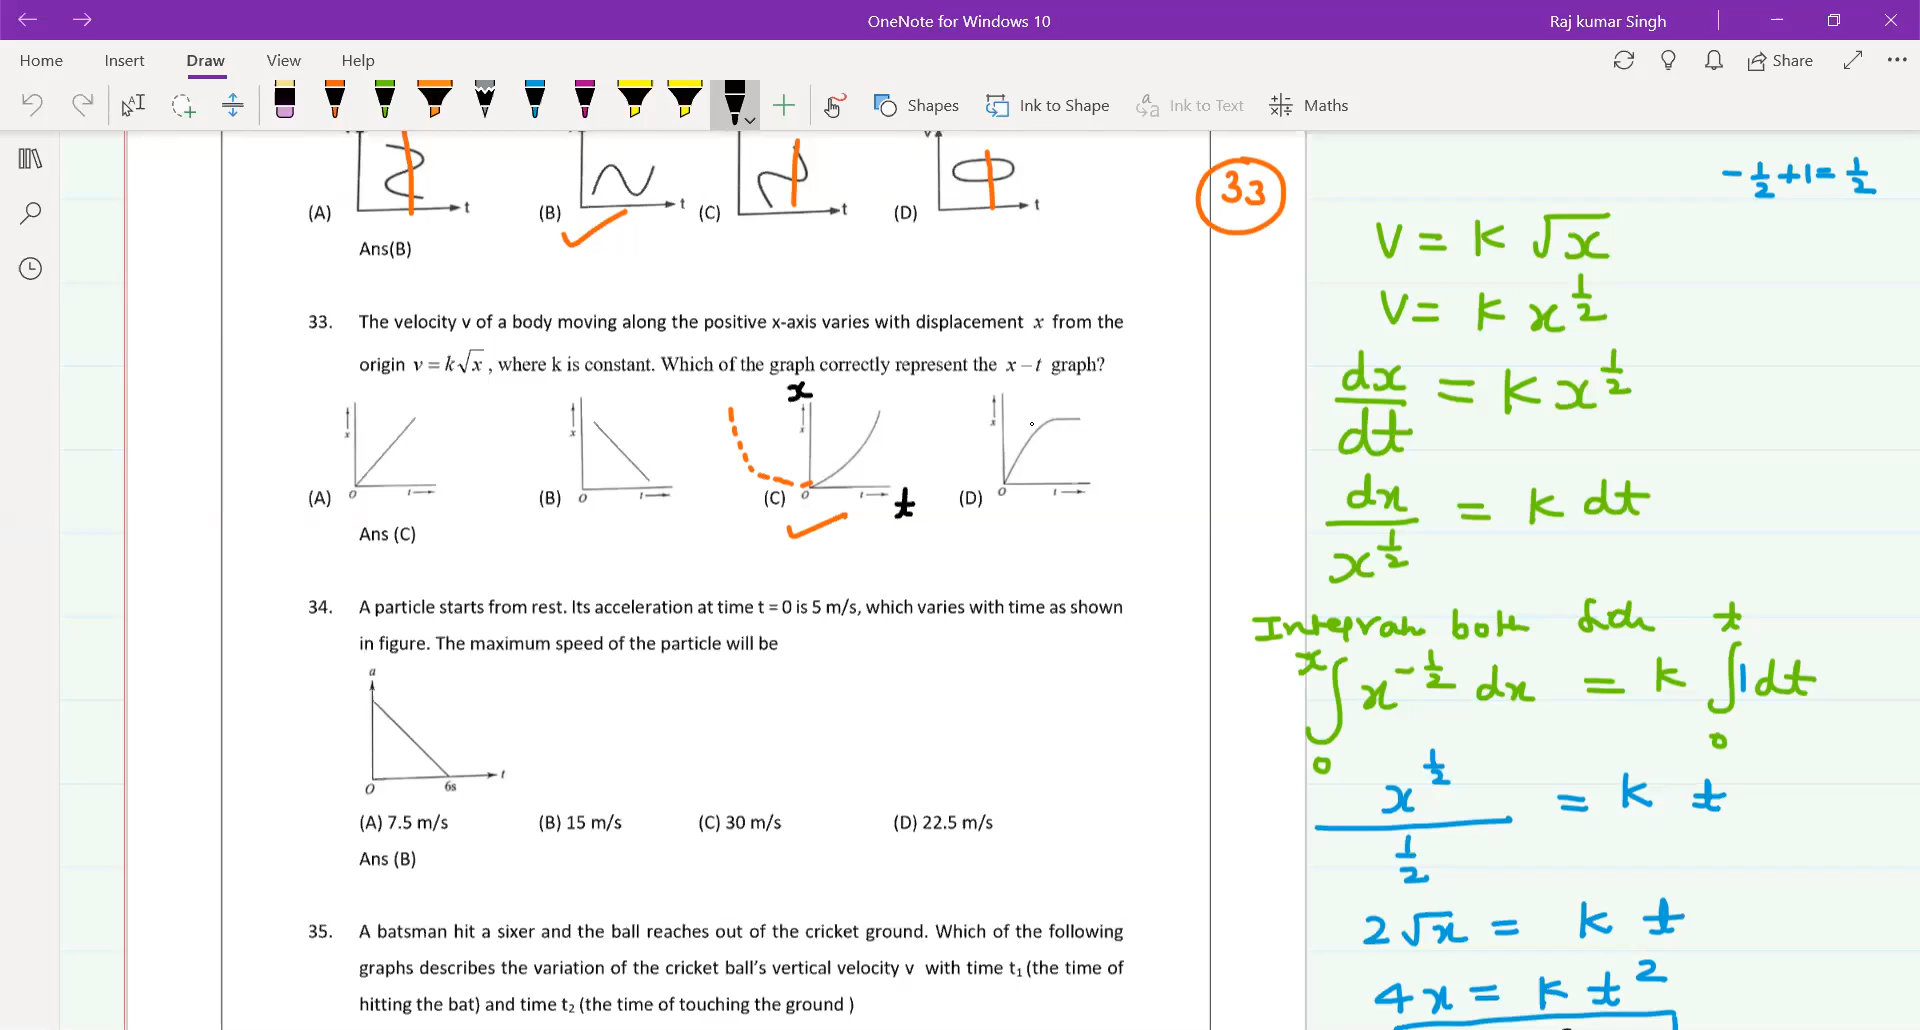 OneNote for Windows 10
Raj kumar Singh
Home Insert Draw View Help
Share
Shapes Ink to Shape Ink to Text Maths
v
t t t t
(A) (B) (C) (D)
Ans(B)
33. The velocity v of a body moving along the positive x-axis varies with displacement x from the
origin v = k√x , where k is constant. Which of the graph correctly represent the x – t graph?
x
x x x x
O t O t O t t O t
(A) (B) (C) (D)
Ans (C)
34. A particle starts from rest. Its acceleration at time t = 0 is 5 m/s, which varies with time as shown
in figure. The maximum speed of the particle will be
a
O 6s t
(A) 7.5 m/s (B) 15 m/s (C) 30 m/s (D) 22.5 m/s
Ans (B)
35. A batsman hit a sixer and the ball reaches out of the cricket ground. Which of the following
graphs describes the variation of the cricket ball’s vertical velocity v with time t₁ (the time of
hitting the bat) and time t₂ (the time of touching the ground )
33
-1/2 + 1 = 1/2
V = K √x
V = K x^1/2
dx/dt = K x^1/2
dx/x^1/2 = K dt
both
∫₀ˣ x^-1/2 dx = K ∫₀ᵗ 1 dt
x^1/2 / 1/2 = K t
2 √x = K t
4x = K t²